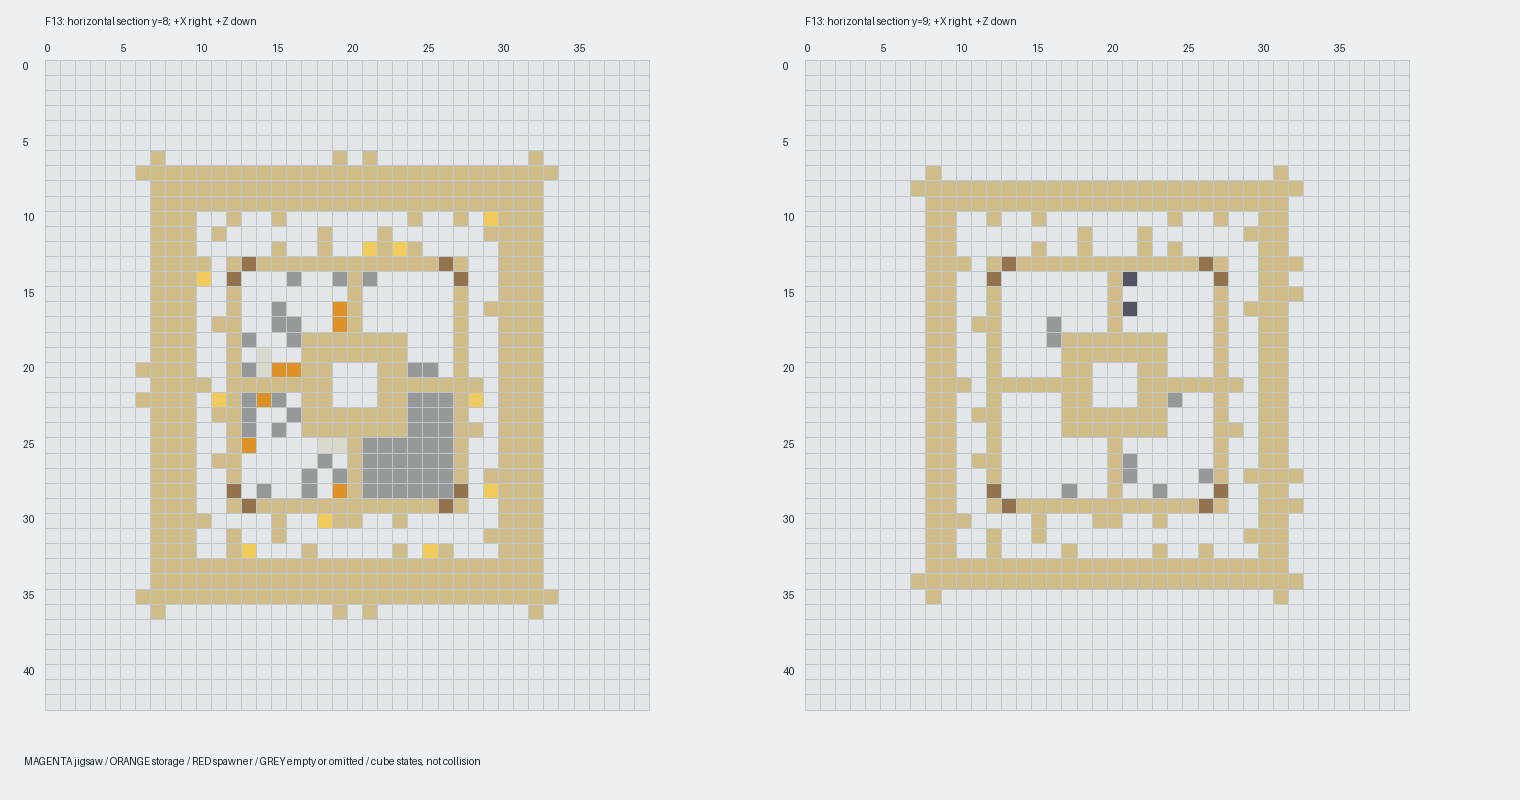 F13: horizontal section y=8; +X right, +Z down
F13: horizontal section y=9; +X right, +Z down
0 5 10 15 20 25 30 35
0 5 10 15 20 25 30 35
0 0
5 5
10 10
15 15
20 20
25 25
30 30
35 35
40 40
MAGENTA jigsaw / ORANGE storage / RED spawner / GREY empty or omitted / cube states, not collision